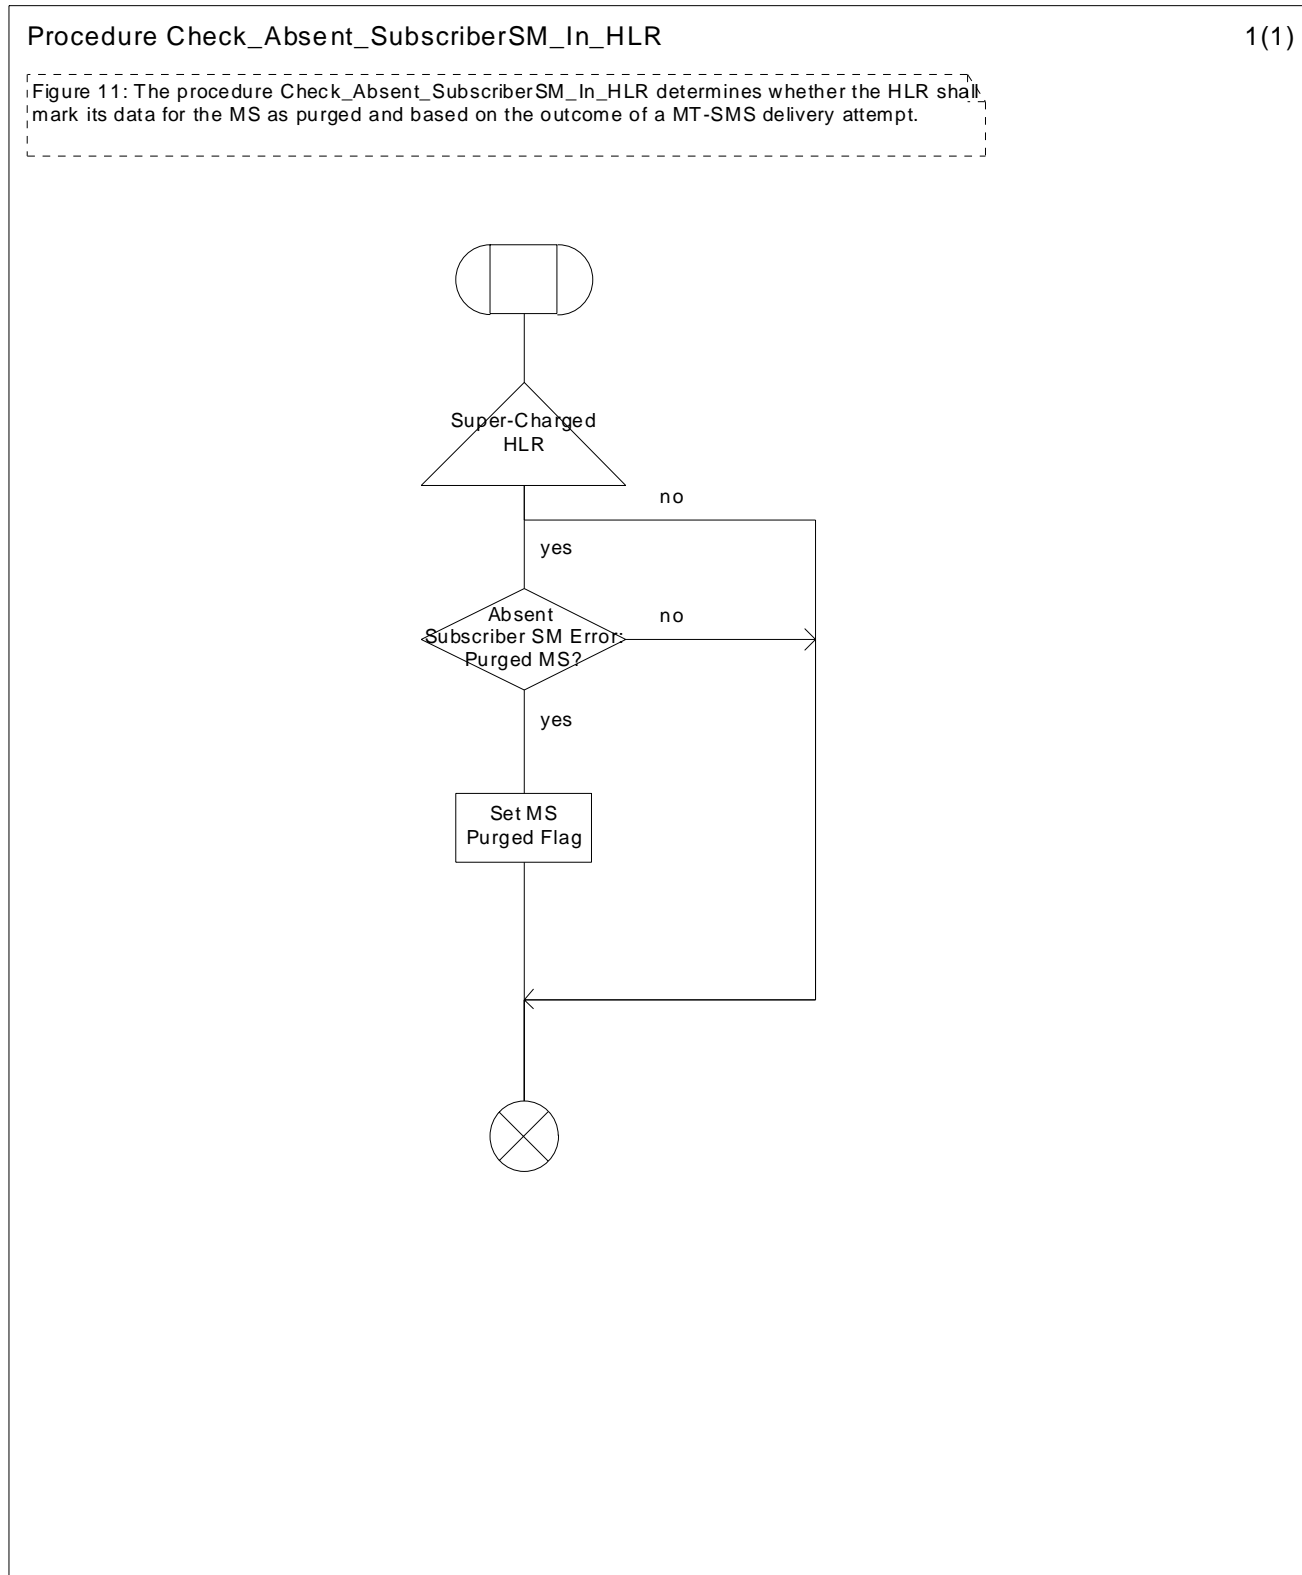 Procedure Check_Absent_SubscriberSM_In_HLR
1(1)
Figure 11: The procedure Check_Absent_SubscriberSM_In_HLR determines whether the HLR shall
mark its data for the MS as purged and based on the outcome of a MT-SMS delivery attempt.
Super-Charged
HLR
no
yes
Absent
Subscriber SM Error:
Purged MS?
no
yes
Set MS
Purged Flag